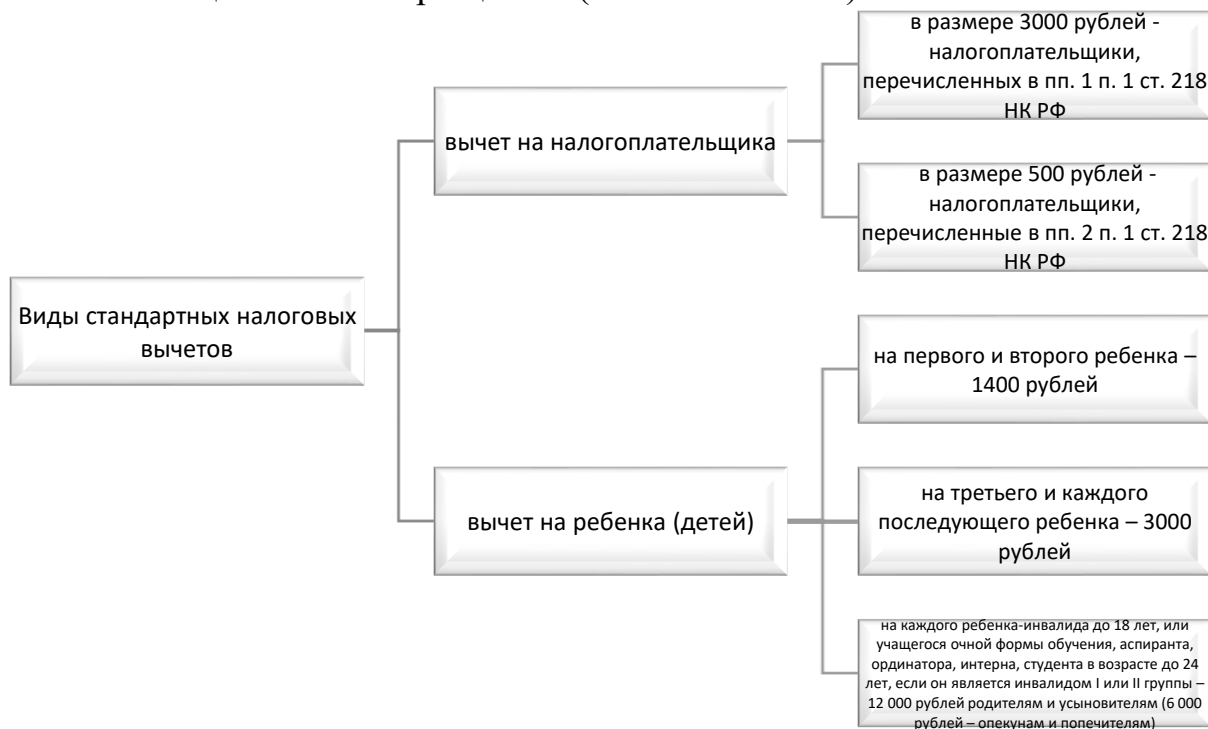 в размере 3000 рублей -
налогоплательщики,
перечисленных в пп. 1 п. 1 ст. 218
НК РФ
вычет на налогоплательщика
в размере 500 рублей -
налогоплательщики,
перечисленные в пп. 2 п. 1 ст. 218
НК РФ
Виды стандартных налоговых
вычетов
на первого и второго ребенка –
1400 рублей
вычет на ребенка (детей)
на третьего и каждого
последующего ребенка – 3000
рублей
на каждого ребенка-инвалида до 18 лет, или
учащегося очной формы обучения, аспиранта,
ординатора, интерна, студента в возрасте до 24
лет, если он является инвалидом I или II группы –
12 000 рублей родителям и усыновителям (6 000
рублей – опекунам и попечителям)